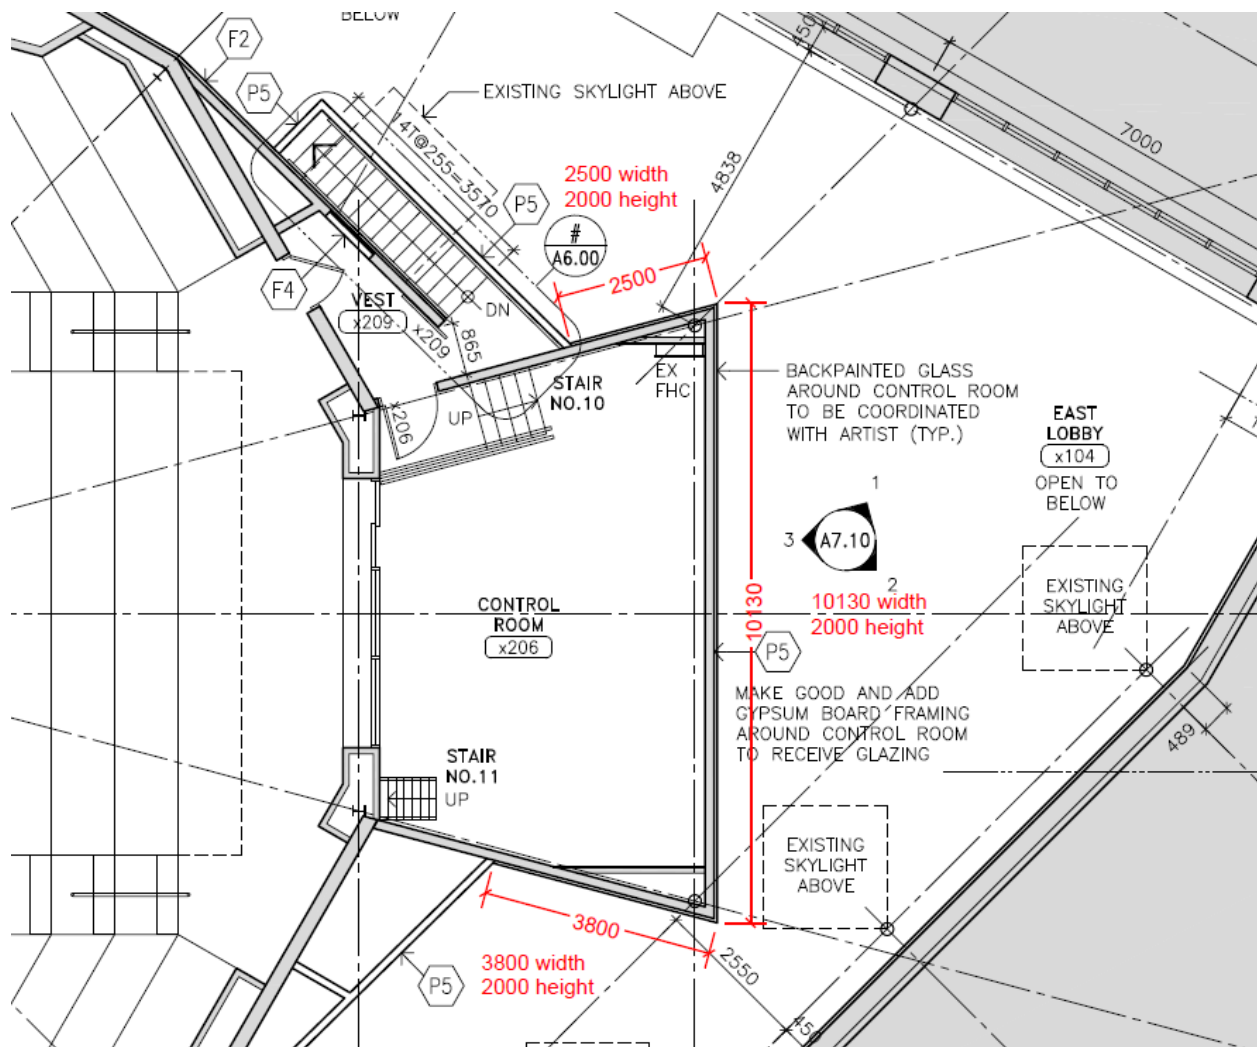 BELOW
F2
P5
EXISTING SKYLIGHT ABOVE
14T@255=3570
P5
2500 width
2000 height
#
A6.00
4838
450
7000
F4
VEST
x209
x209
DN
865
2500
STAIR
NO.10
UP
x206
EX
FHC
BACKPAINTED GLASS
AROUND CONTROL ROOM
TO BE COORDINATED
WITH ARTIST (TYP.)
EAST
LOBBY
x104
OPEN TO
BELOW
1
3
A7.10
2
10130
10130 width
2000 height
EXISTING
SKYLIGHT
ABOVE
CONTROL
ROOM
x206
P5
MAKE GOOD AND ADD
GYPSUM BOARD FRAMING
AROUND CONTROL ROOM
TO RECEIVE GLAZING
489
STAIR
NO.11
UP
EXISTING
SKYLIGHT
ABOVE
3800
3800 width
2000 height
P5
2550
450